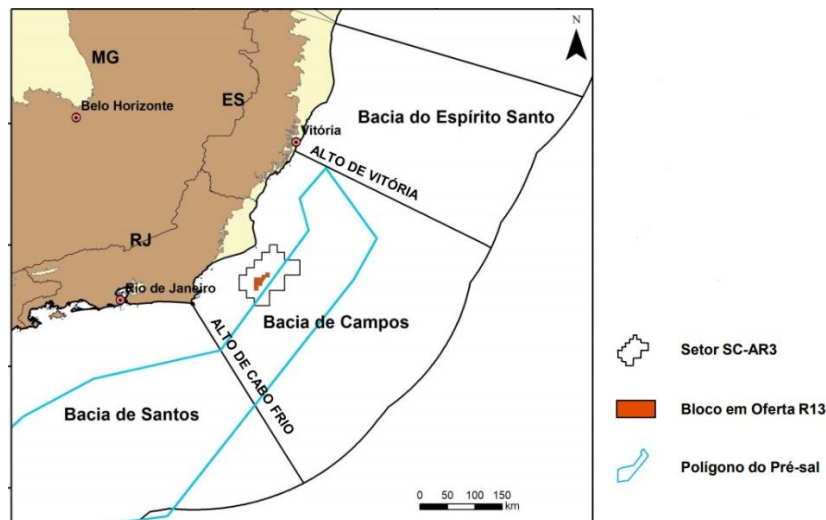 N
MG
Belo Horizonte
ES
Vitória
Bacia do Espírito Santo
ALTO DE VITÓRIA
RJ
Rio de Janeiro
Bacia de Campos
ALTO DE CABO FRIO
Bacia de Santos
0 25 50 100 150
km
Setor SC-AR3
Bloco em Oferta R13
Polígono do Pré-sal